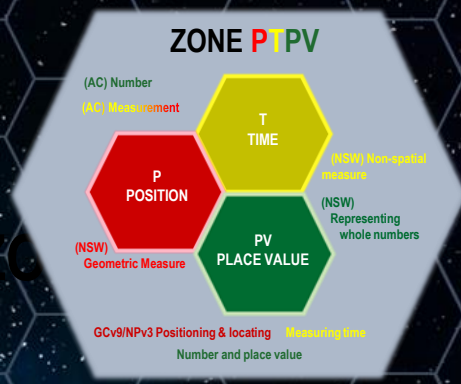 ZONE PTPV
(AC) Number
(AC) Measurement
T
TIME
P
POSITION
(NSW) Non-spatial
measure
(NSW)
Representing
whole numbers
PV
PLACE VALUE
(NSW)
Geometric Measure
GCv9/NPv3 Positioning & locating Measuring time
Number and place value